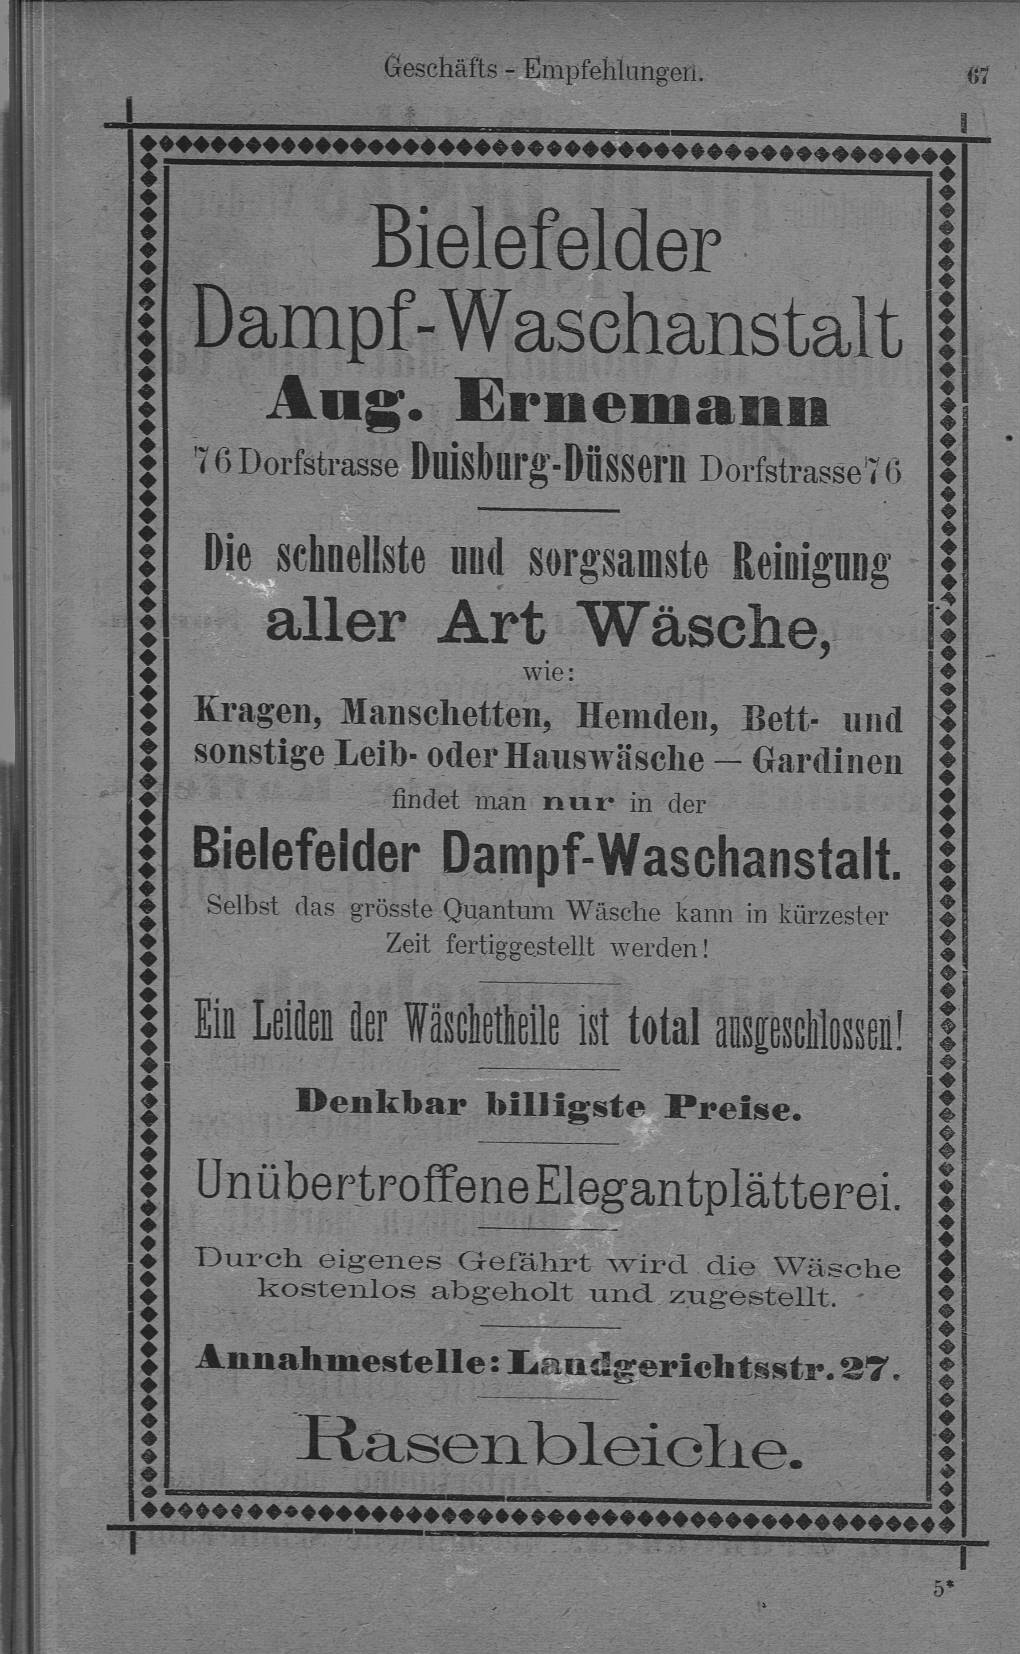 Geschäfts - Empfehlungen.
67
Bielefelder
Dampf-Waschanstalt
Aug. Ernemann
76 Dorfstrasse Duisburg-Düssern Dorfstrasse 76
Die schnellste und sorgsamste Reinigung
aller Art Wäsche,
wie:
Kragen, Manschetten, Hemden, Bett- und
sonstige Leib- oder Hauswäsche — Gardinen
findet man nur in der
Bielefelder Dampf-Waschanstalt.
Selbst das grösste Quantum Wäsche kann in kürzester
Zeit fertiggestellt werden!
Ein Leiden der Wäschetheile ist total ausgeschlossen!
Denkbar billigste Preise.
Unübertroffene Elegantplätterei.
Durch eigenes Gefährt wird die Wäsche
kostenlos abgeholt und zugestellt.
Annahmestelle: Landgerichtsstr. 27.
Rasenbleiche.
5*